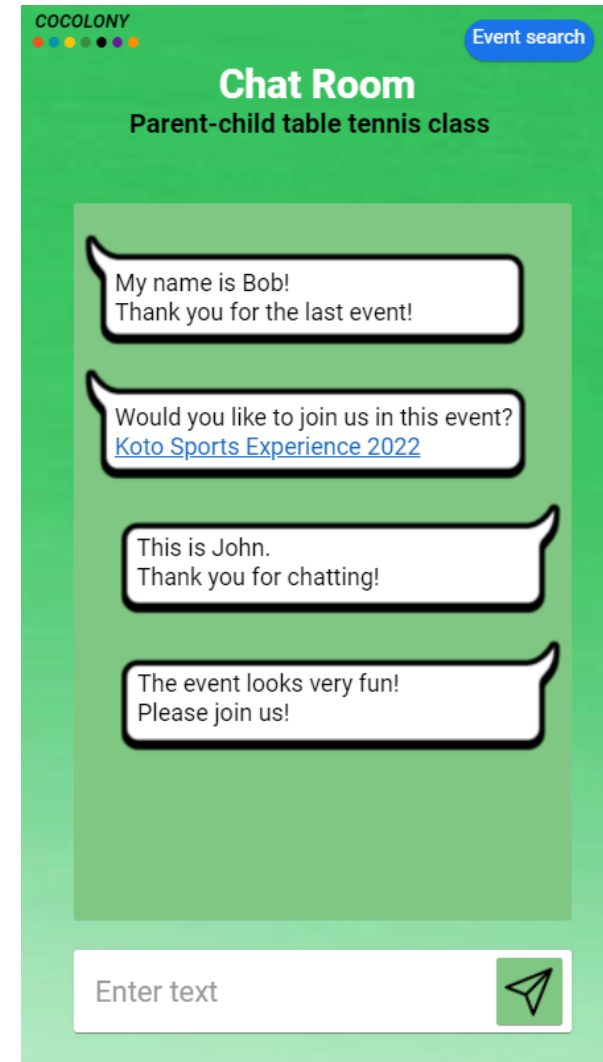 COCOLONY
Event search
Chat Room
Parent-child table tennis class
My name is Bob!
Thank you for the last event!
Would you like to join us in this event?
Koto Sports Experience 2022
This is John.
Thank you for chatting!
The event looks very fun!
Please join us!
Enter text